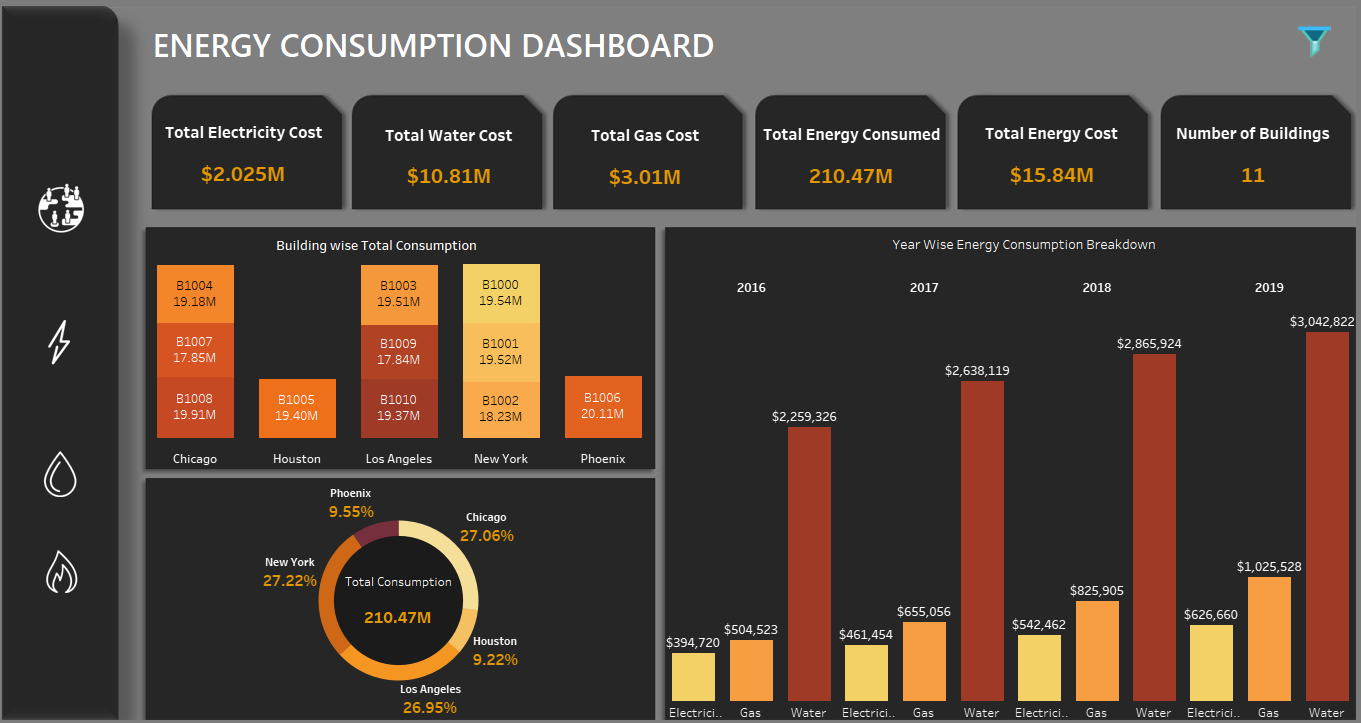 ENERGY CONSUMPTION DASHBOARD
Total Electricity Cost
$2.025M
Total Water Cost
$10.81M
Total Gas Cost
$3.01M
Total Energy Consumed
210.47M
Total Energy Cost
$15.84M
Number of Buildings
11
Building wise Total Consumption
B1004
19.18M
B1007
17.85M
B1008
19.91M
B1005
19.40M
B1003
19.51M
B1009
17.84M
B1010
19.37M
B1000
19.54M
B1001
19.52M
B1002
18.23M
B1006
20.11M
Chicago
Houston
Los Angeles
New York
Phoenix
Phoenix
9.55%
Chicago
27.06%
New York
27.22%
Total Consumption
210.47M
Houston
9.22%
Los Angeles
26.95%
Year Wise Energy Consumption Breakdown
2016
2017
2018
2019
$394,720
$504,523
$2,259,326
$461,454
$655,056
$2,638,119
$542,462
$825,905
$2,865,924
$626,660
$1,025,528
$3,042,822
Electrici..
Gas
Water
Electrici..
Gas
Water
Electrici..
Gas
Water
Electrici..
Gas
Water